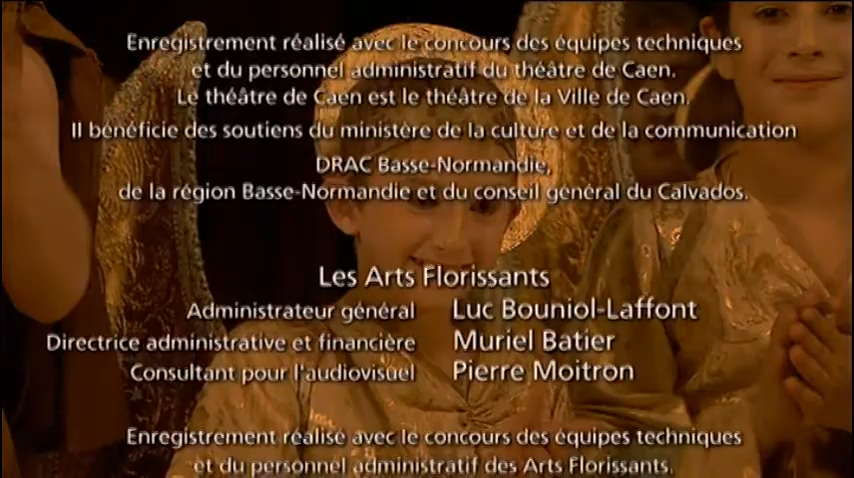 Enregistrement réalisé avec le concours des équipes techniques
et du personnel administratif du théâtre de Caen.
Le théâtre de Caen est le théâtre de la Ville de Caen.
Il bénéficie des soutiens du ministère de la culture et de la communication
DRAC Basse-Normandie,
de la région Basse-Normandie et du conseil général du Calvados.
Les Arts Florissants
Administrateur général Luc Bouniol-Laffont
Directrice administrative et financière Muriel Batier
Consultant pour l'audiovisuel Pierre Moitron
Enregistrement réalisé avec le concours des équipes techniques
et du personnel administratif des Arts Florissants.